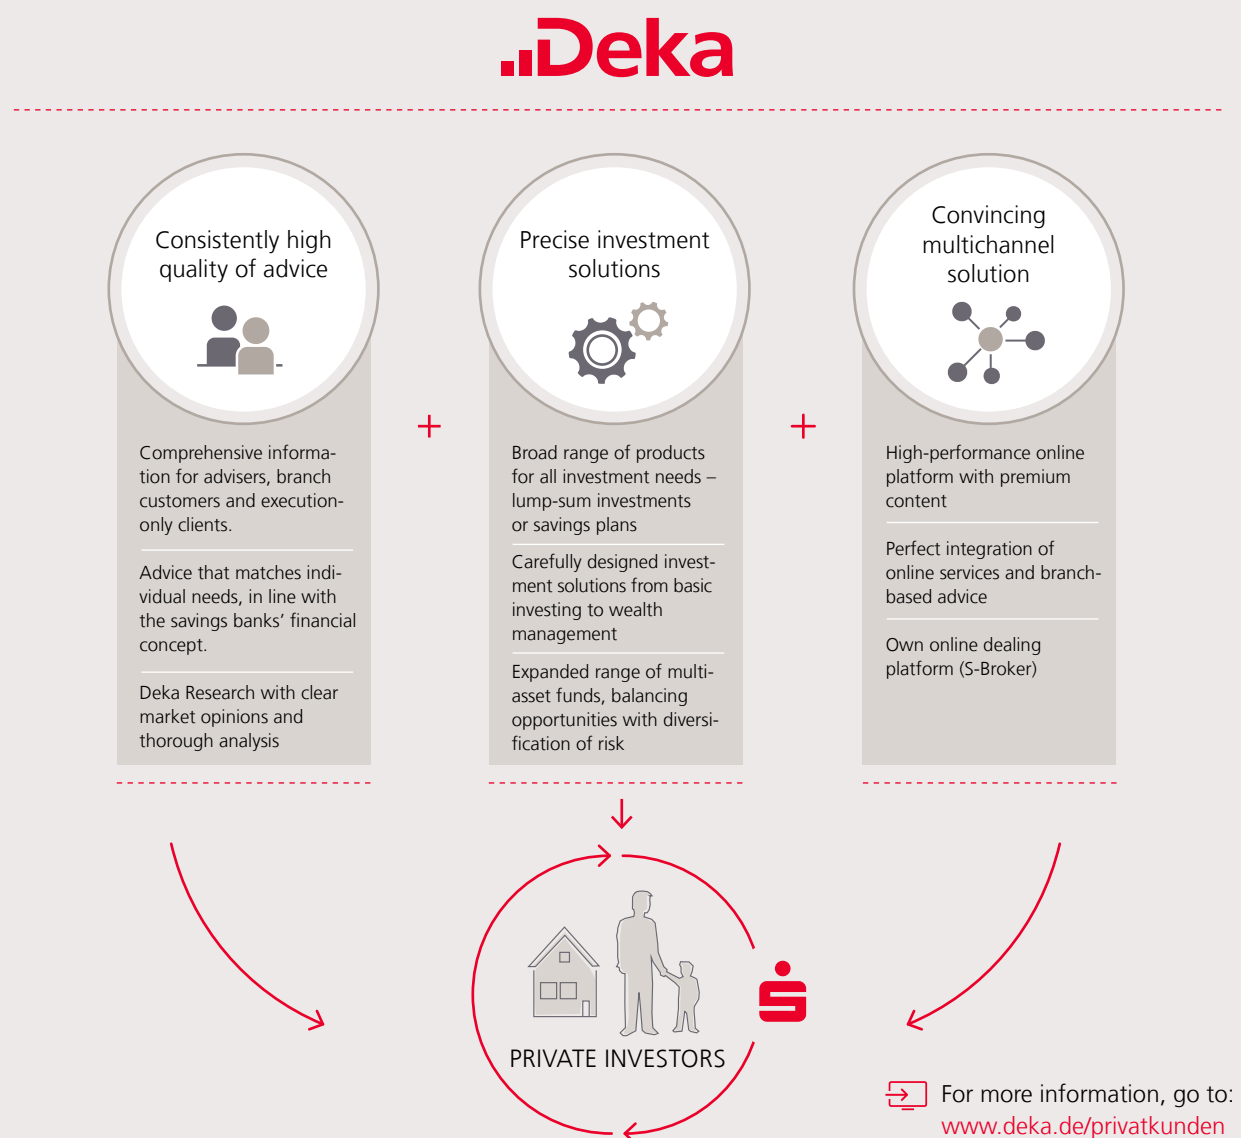 Deka
Consistently high
quality of advice
Comprehensive informa-
tion for advisers, branch
customers and execution-
only clients.
Advice that matches indi-
vidual needs, in line with
the savings banks’ financial
concept.
Deka Research with clear
market opinions and
thorough analysis
+
Precise investment
solutions
Broad range of products
for all investment needs –
lump-sum investments
or savings plans
Carefully designed invest-
ment solutions from basic
investing to wealth
management
Expanded range of multi-
asset funds, balancing
opportunities with diversi-
fication of risk
+
Convincing
multichannel
solution
High-performance online
platform with premium
content
Perfect integration of
online services and branch-
based advice
Own online dealing
platform (S-Broker)
PRIVATE INVESTORS
For more information, go to:
www.deka.de/privatkunden